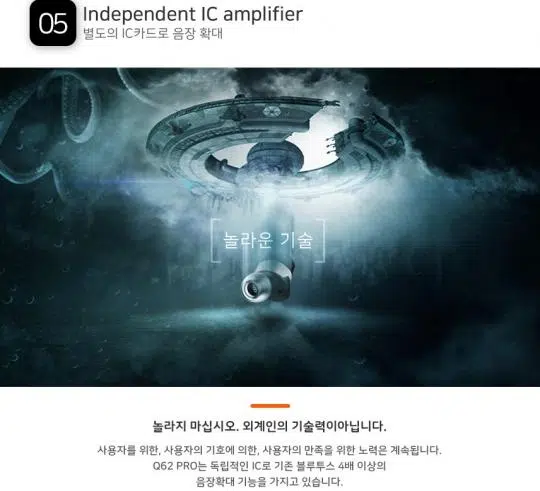 05
Independent IC amplifier
별도의 IC카드로 음장 확대
놀라운 기술
놀라지 마십시오. 외계인의 기술력이아닙니다.
사용자를 위한, 사용자의 기호에 의한, 사용자의 만족을 위한 노력은 계속됩니다.
Q62 PRO는 독립적인 IC로 기존 블루투스 4배 이상의
음장확대 기능을 가지고 있습니다.